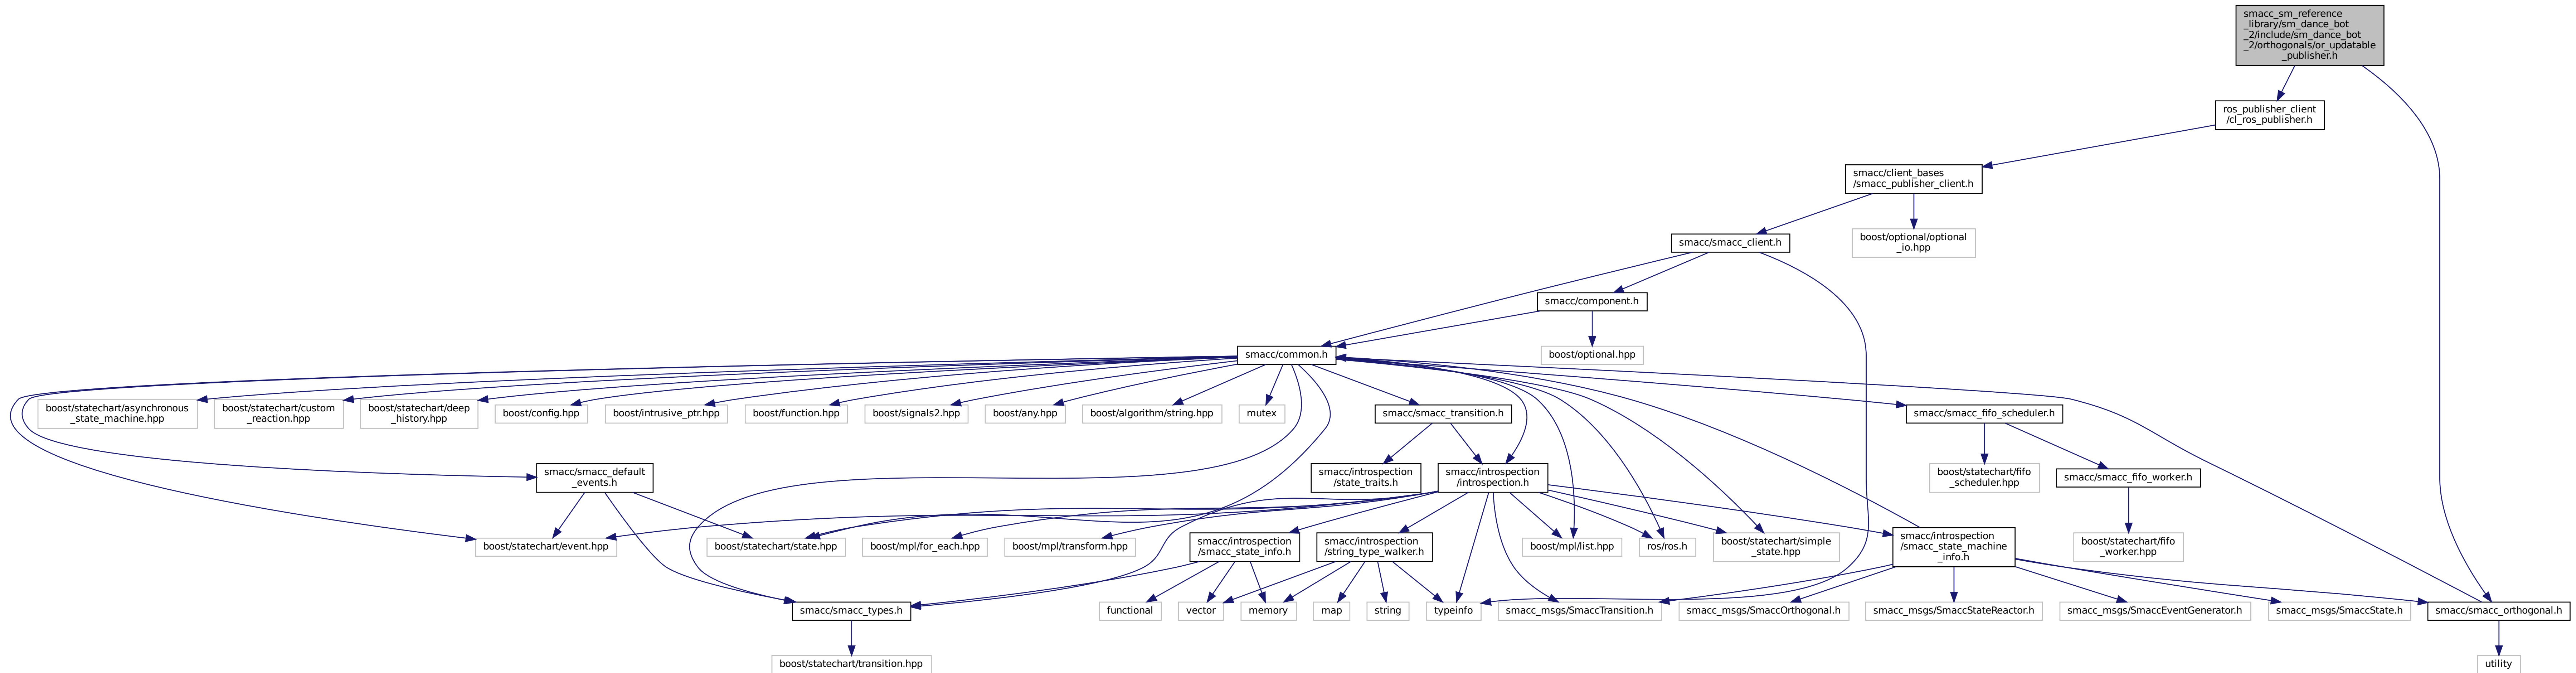 smacc_sm_reference
_library/sm_dance_bot
_2/include/sm_dance_bot
_2/orthogonals/or_updatable
_publisher.h
ros_publisher_client
/cl_ros_publisher.h
smacc/client_bases
/smacc_publisher_client.h
smacc/smacc_client.h
boost/optional/optional
_io.hpp
smacc/component.h
smacc/common.h
boost/optional.hpp
boost/statechart/asynchronous
_state_machine.hpp
boost/statechart/custom
_reaction.hpp
boost/statechart/deep
_history.hpp
boost/config.hpp
boost/intrusive_ptr.hpp
boost/function.hpp
boost/signals2.hpp
boost/any.hpp
boost/algorithm/string.hpp
mutex
smacc/smacc_transition.h
smacc/smacc_fifo_scheduler.h
smacc/smacc_default
_events.h
smacc/introspection
/state_traits.h
smacc/introspection
/introspection.h
boost/statechart/fifo
_scheduler.hpp
smacc/smacc_fifo_worker.h
boost/statechart/event.hpp
boost/statechart/state.hpp
boost/mpl/for_each.hpp
boost/mpl/transform.hpp
smacc/introspection
/smacc_state_info.h
smacc/introspection
/string_type_walker.h
boost/mpl/list.hpp
ros/ros.h
boost/statechart/simple
_state.hpp
smacc/introspection
/smacc_state_machine
_info.h
boost/statechart/fifo
_worker.hpp
smacc/smacc_types.h
functional
vector
memory
map
string
typeinfo
smacc_msgs/SmaccTransition.h
smacc_msgs/SmaccOrthogonal.h
smacc_msgs/SmaccStateReactor.h
smacc_msgs/SmaccEventGenerator.h
smacc_msgs/SmaccState.h
smacc/smacc_orthogonal.h
boost/statechart/transition.hpp
utility